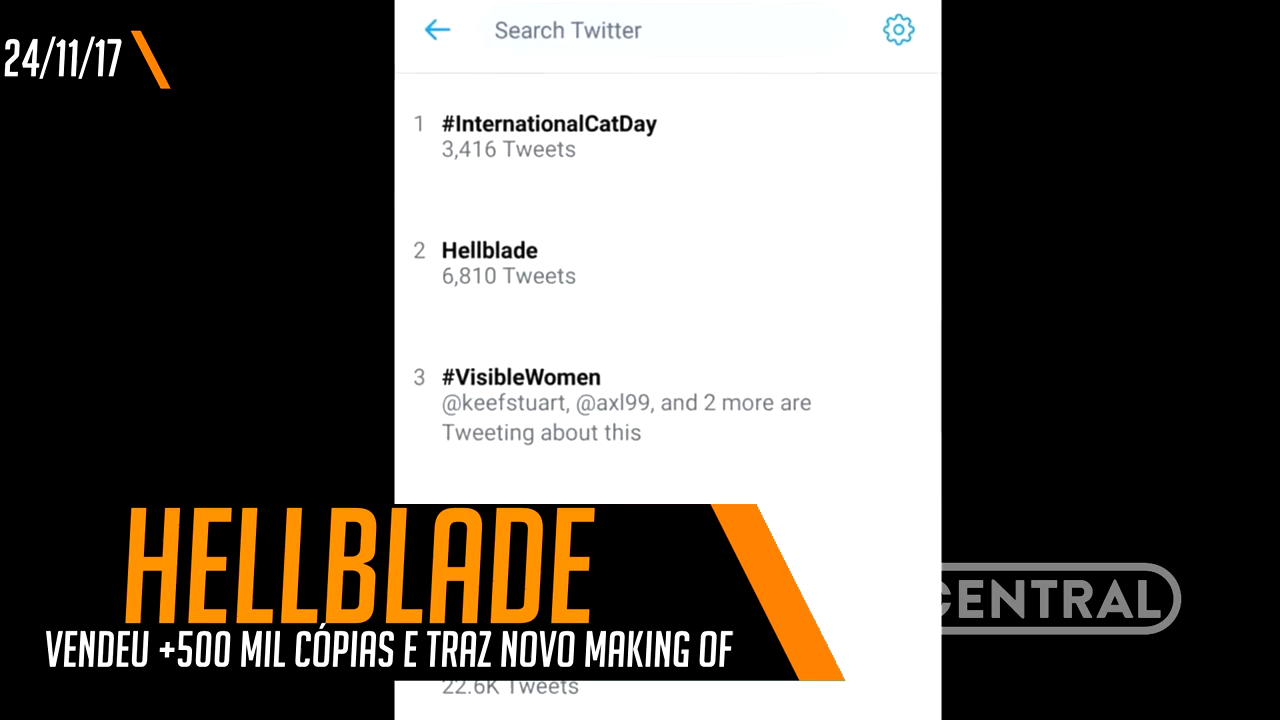 24/11/17
Search Twitter
1 #InternationalCatDay
3,416 Tweets
2 Hellblade
6,810 Tweets
3 #VisibleWomen
@keefstuart, @axl99, and 2 more are
Tweeting about this
HELLBLADE
VENDEU +500 MIL CÓPIAS E TRAZ NOVO MAKING OF
22.6K Tweets
CENTRAL